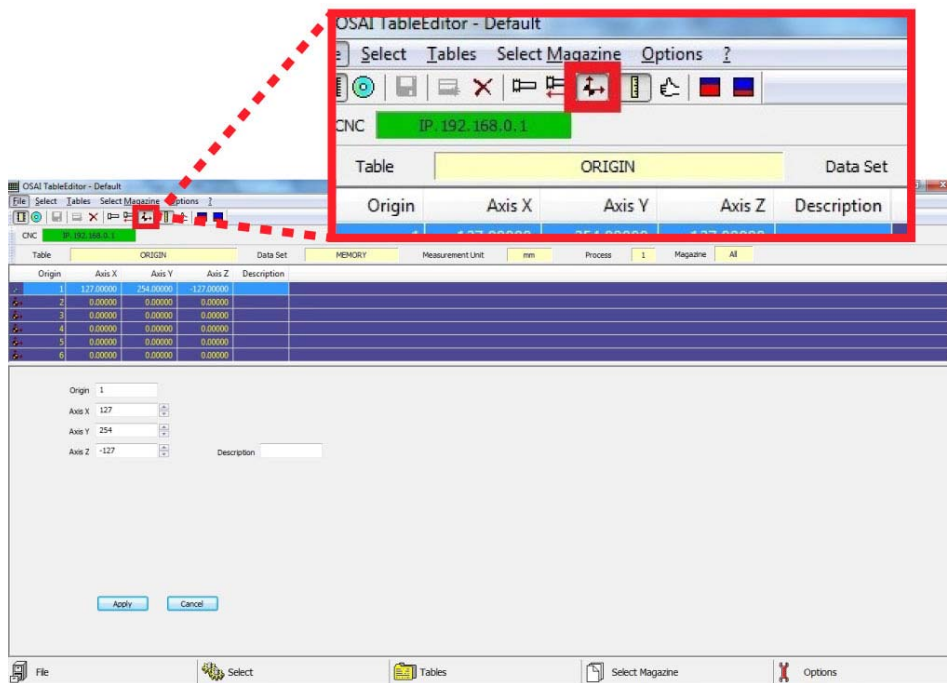 OSAI TableEditor - Default
Select Tables Select Magazine Options ?
CNC IP.192.168.0.1
Table ORIGIN Data Set
Origin Axis X Axis Y Axis Z Description
OSAI TableEditor - Default
File Select Tables Select Magazine Options ?
CNC IP.192.168.0.1
Table ORIGIN Data Set MEMORY Measurement Unit mm Process 1 Magazine All
Origin Axis X Axis Y Axis Z Description
1 127.00000 254.00000 -127.00000
2 0.00000 0.00000 0.00000
3 0.00000 0.00000 0.00000
4 0.00000 0.00000 0.00000
5 0.00000 0.00000 0.00000
6 0.00000 0.00000 0.00000
Origin 1
Axis X 127
Axis Y 254
Axis Z -127 Description
Apply Cancel
File Select Tables Select Magazine Options